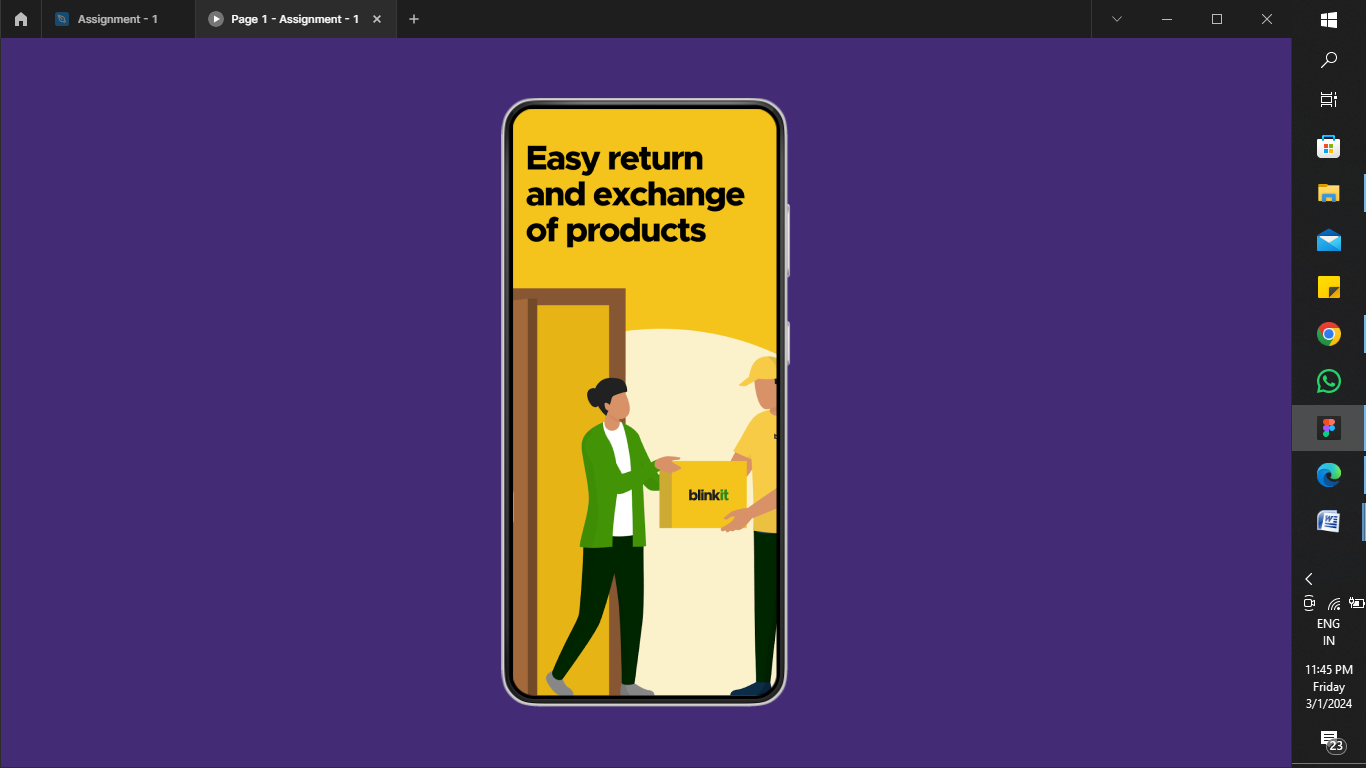 Assignment - 1
Page 1 - Assignment - 1
Easy return
and exchange
of products
blinkit
ENG
IN
11:45 PM
Friday
3/1/2024
23